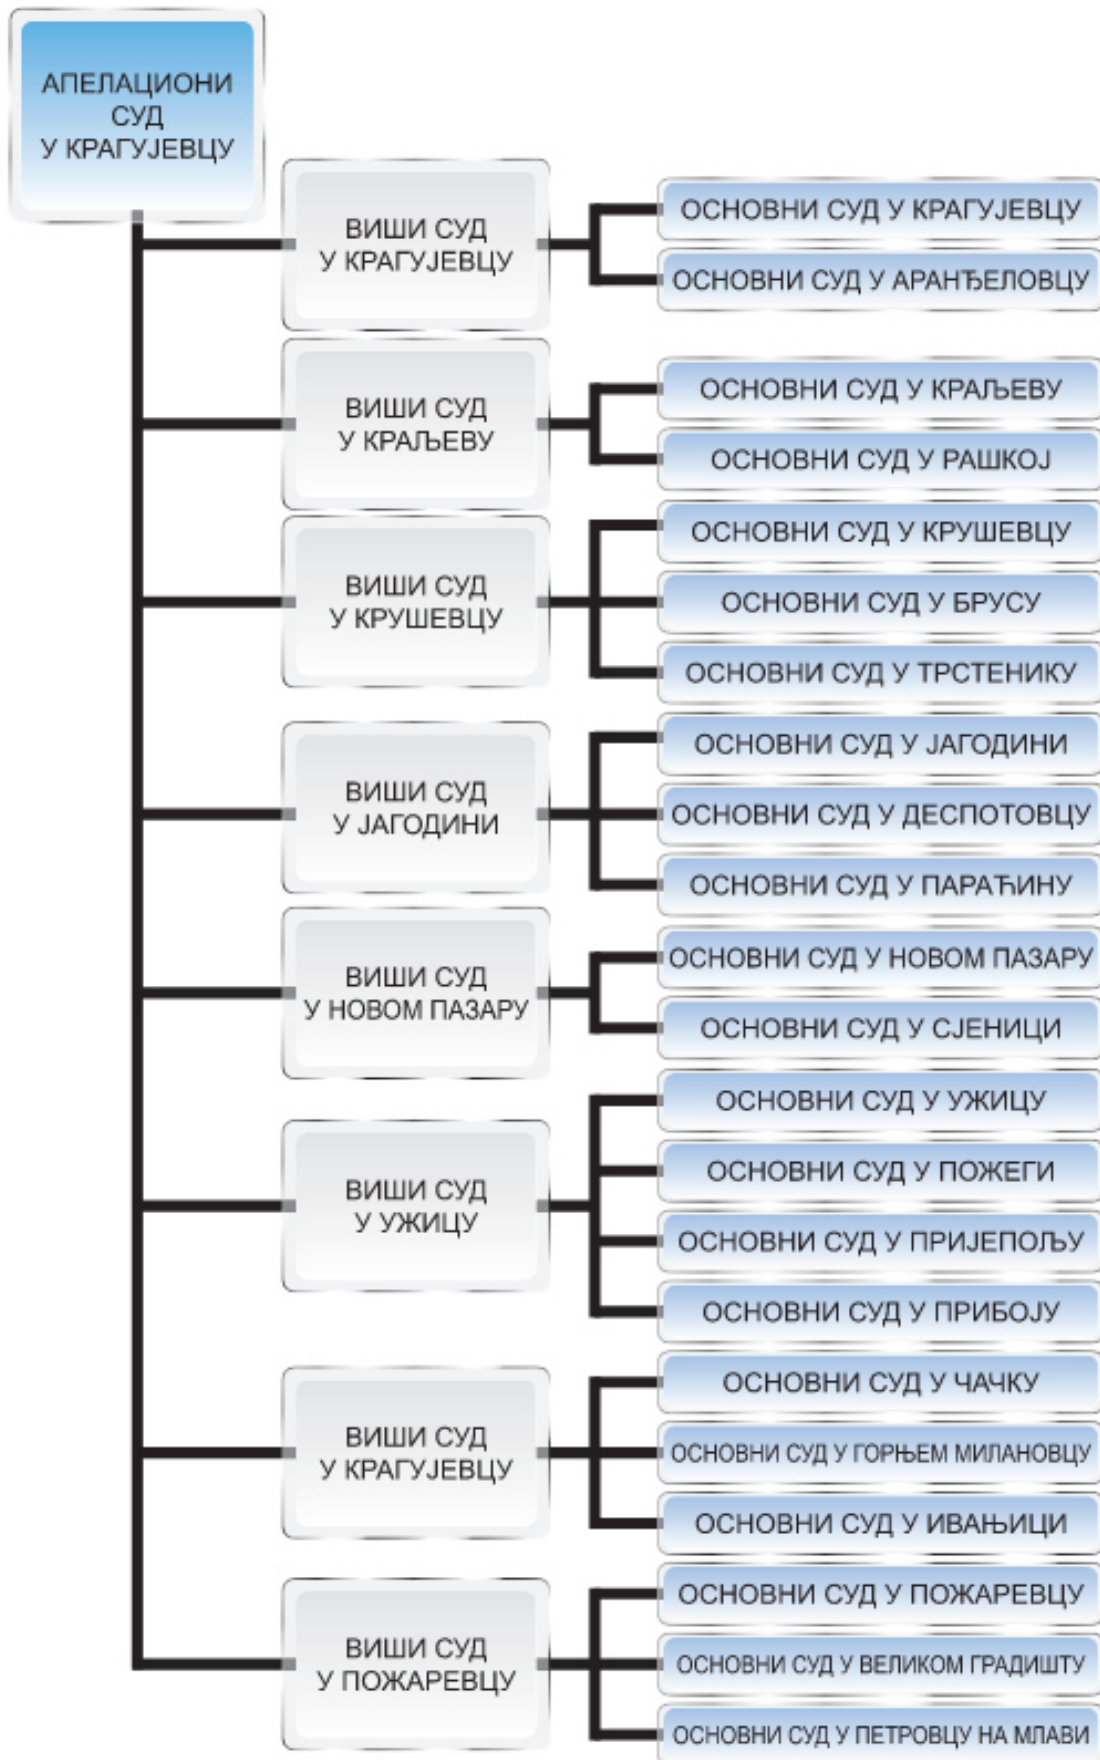 АПЕЛАЦИОНИ
СУД
У КРАГУЈЕВЦУ
ВИШИ СУД
У КРАГУЈЕВЦУ
ОСНОВНИ СУД У КРАГУЈЕВЦУ
ОСНОВНИ СУД У АРАНЂЕЛОВЦУ
ВИШИ СУД
У КРАЉЕВУ
ОСНОВНИ СУД У КРАЉЕВУ
ОСНОВНИ СУД У РАШКОЈ
ВИШИ СУД
У КРУШЕВЦУ
ОСНОВНИ СУД У КРУШЕВЦУ
ОСНОВНИ СУД У БРУСУ
ОСНОВНИ СУД У ТРСТЕНИКУ
ВИШИ СУД
У ЈАГОДИНИ
ОСНОВНИ СУД У ЈАГОДИНИ
ОСНОВНИ СУД У ДЕСПОТОВЦУ
ОСНОВНИ СУД У ПАРАЋИНУ
ВИШИ СУД
У НОВОМ ПАЗАРУ
ОСНОВНИ СУД У НОВОМ ПАЗАРУ
ОСНОВНИ СУД У СЈЕНИЦИ
ВИШИ СУД
У УЖИЦУ
ОСНОВНИ СУД У УЖИЦУ
ОСНОВНИ СУД У ПОЖЕГИ
ОСНОВНИ СУД У ПРИЈЕПОЉУ
ОСНОВНИ СУД У ПРИБОЈУ
ВИШИ СУД
У КРАГУЈЕВЦУ
ОСНОВНИ СУД У ЧАЧКУ
ОСНОВНИ СУД У ГОРЊЕМ МИЛАНОВЦУ
ОСНОВНИ СУД У ИВАЊИЦИ
ВИШИ СУД
У ПОЖАРЕВЦУ
ОСНОВНИ СУД У ПОЖАРЕВЦУ
ОСНОВНИ СУД У ВЕЛИКОМ ГРАДИШТУ
ОСНОВНИ СУД У ПЕТРОВЦУ НА МЛАВИ